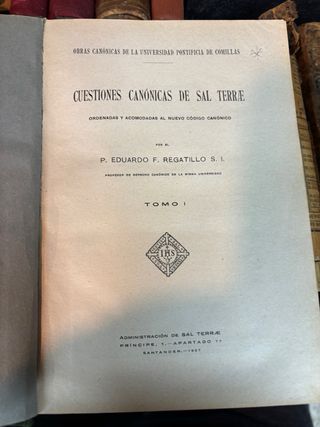 OBRAS CANÓNICAS DE LA UNIVERSIDAD PONTIFICIA DE COMILLAS
CUESTIONES CANÓNICAS DE SAL TERRÆ
ORDENADAS Y ACOMODADAS AL NUEVO CÓDIGO CANÓNICO
POR EL
P. EDUARDO F. REGATILLO S. I.
PROFESOR DE DERECHO CANÓNICO EN LA MISMA UNIVERSIDAD
TOMO I
IHS
ADMINISTRACIÓN DE SAL TERRÆ
PRÍNCIPE, 1.—APARTADO 77
SANTANDER.—1927